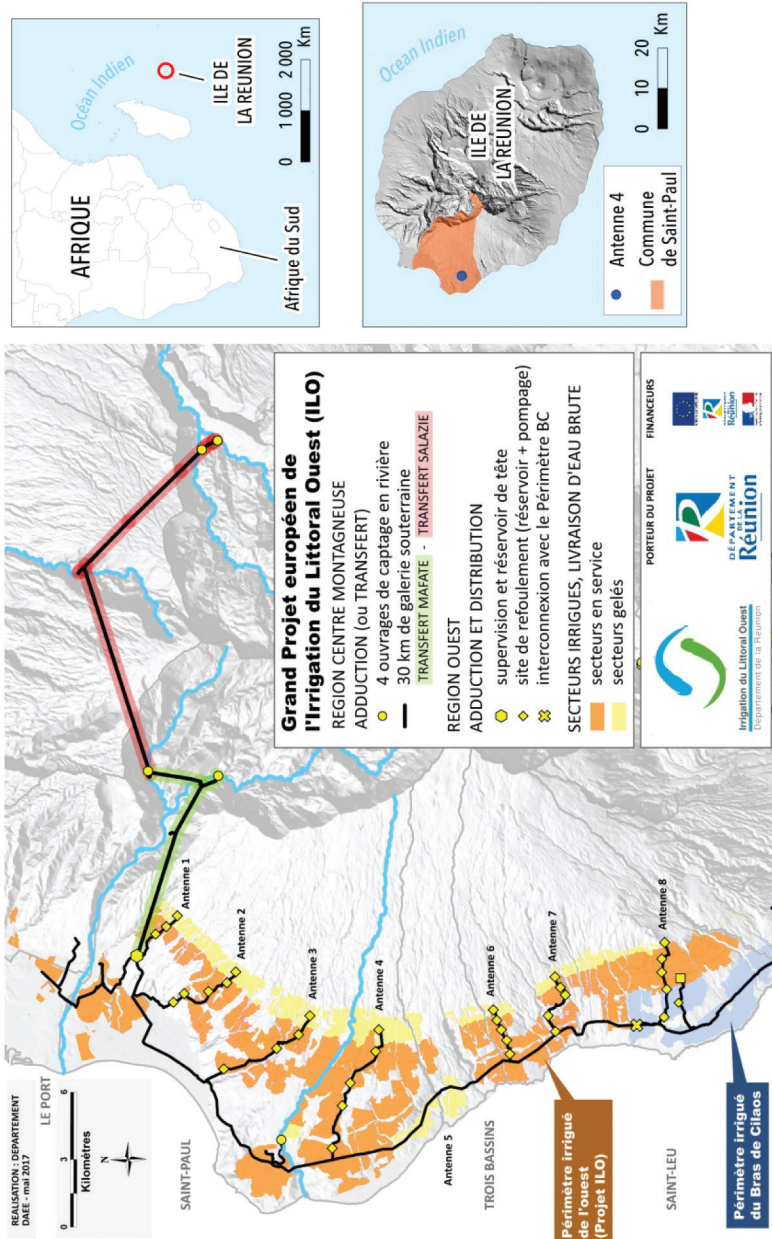 REALISATION : DEPARTEMENT
DAEE - mai 2017
LE PORT
0 3 6
Kilomètres
N
SAINT-PAUL
Antenne 1
Antenne 2
Antenne 3
Antenne 4
Antenne 5
TROIS BASSINS
Antenne 6
Antenne 7
Antenne 8
SAINT-LEU
Périmètre irrigué
de l'ouest
(Projet ILO)
Périmètre irrigué
du Bras de Cilaos
Grand Projet européen de
l'Irrigation du Littoral Ouest (ILO)
REGION CENTRE MONTAGNEUSE
ADDUCTION (ou TRANSFERT)
4 ouvrages de captage en rivière
30 km de galerie souterraine
TRANSFERT MAFATE - TRANSFERT SALAZIE
REGION OUEST
ADDUCTION ET DISTRIBUTION
supervision et réservoir de tête
site de refoulement (réservoir + pompage)
interconnexion avec le Périmètre BC
SECTEURS IRRIGUES, LIVRAISON D'EAU BRUTE
secteurs en service
secteurs gelés
PORTEUR DU PROJET
FINANCEURS
Irrigation du Littoral Ouest
Departement de la Réunion
DÉPARTEMENT
DE LA
Réunion
Réunion
AFRIQUE
Afrique du Sud
Océan Indien
ILE DE
LA REUNION
0 1 000 2 000
Km
Océan Indien
ILE DE
LA REUNION
Antenne 4
Commune
de Saint-Paul
0 10 20
Km